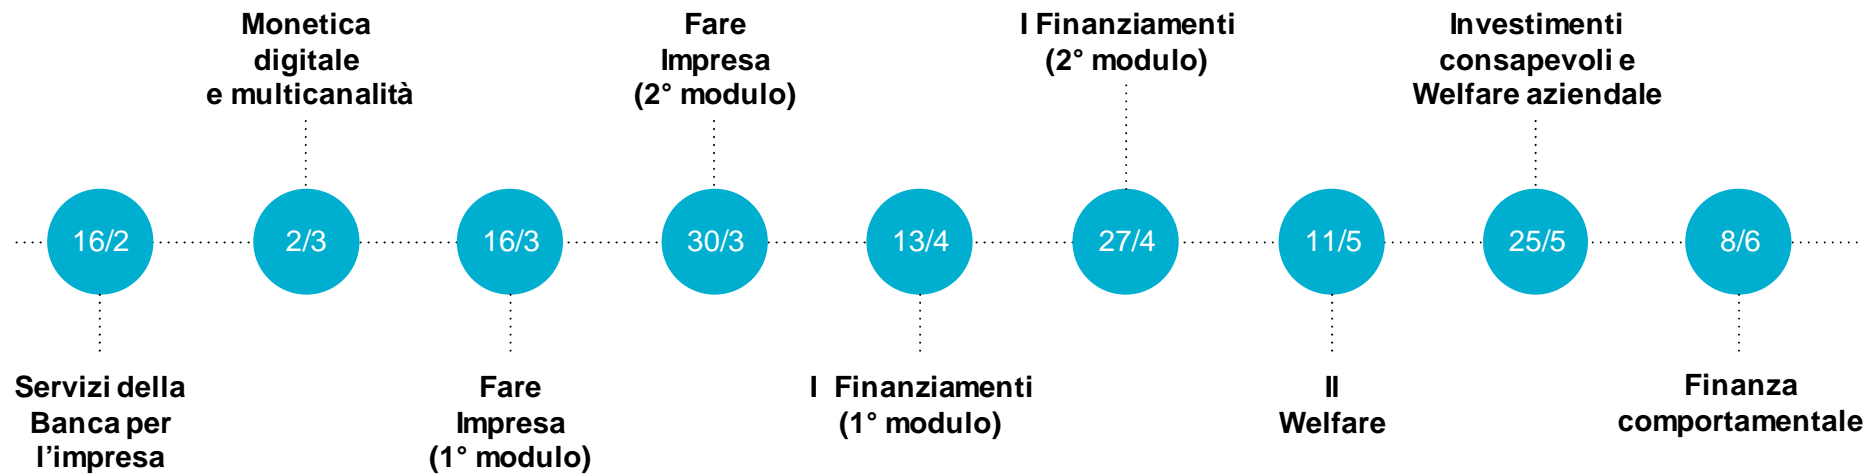 Monetica
digitale
e multicanalità
Fare
Impresa
(2° modulo)
I Finanziamenti
(2° modulo)
Investimenti
consapevoli e
Welfare aziendale
16/2
2/3
16/3
30/3
13/4
27/4
11/5
25/5
8/6
Servizi della
Banca per
l’impresa
Fare
Impresa
(1° modulo)
I Finanziamenti
(1° modulo)
Il
Welfare
Finanza
comportamentale